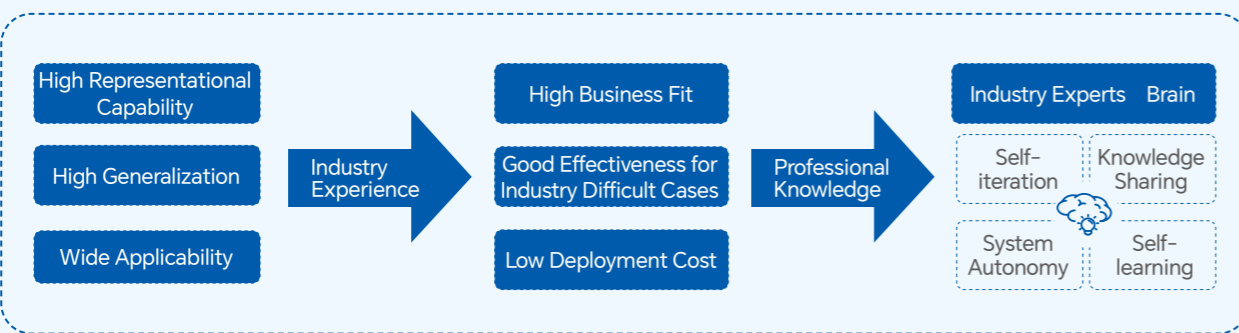 High Representational
Capability
High Generalization
Wide Applicability
Industry
Experience
High Business Fit
Good Effectiveness for
Industry Difficult Cases
Low Deployment Cost
Professional
Knowledge
Industry Experts Brain
Self-
iteration
Knowledge
Sharing
System
Autonomy
Self-
learning